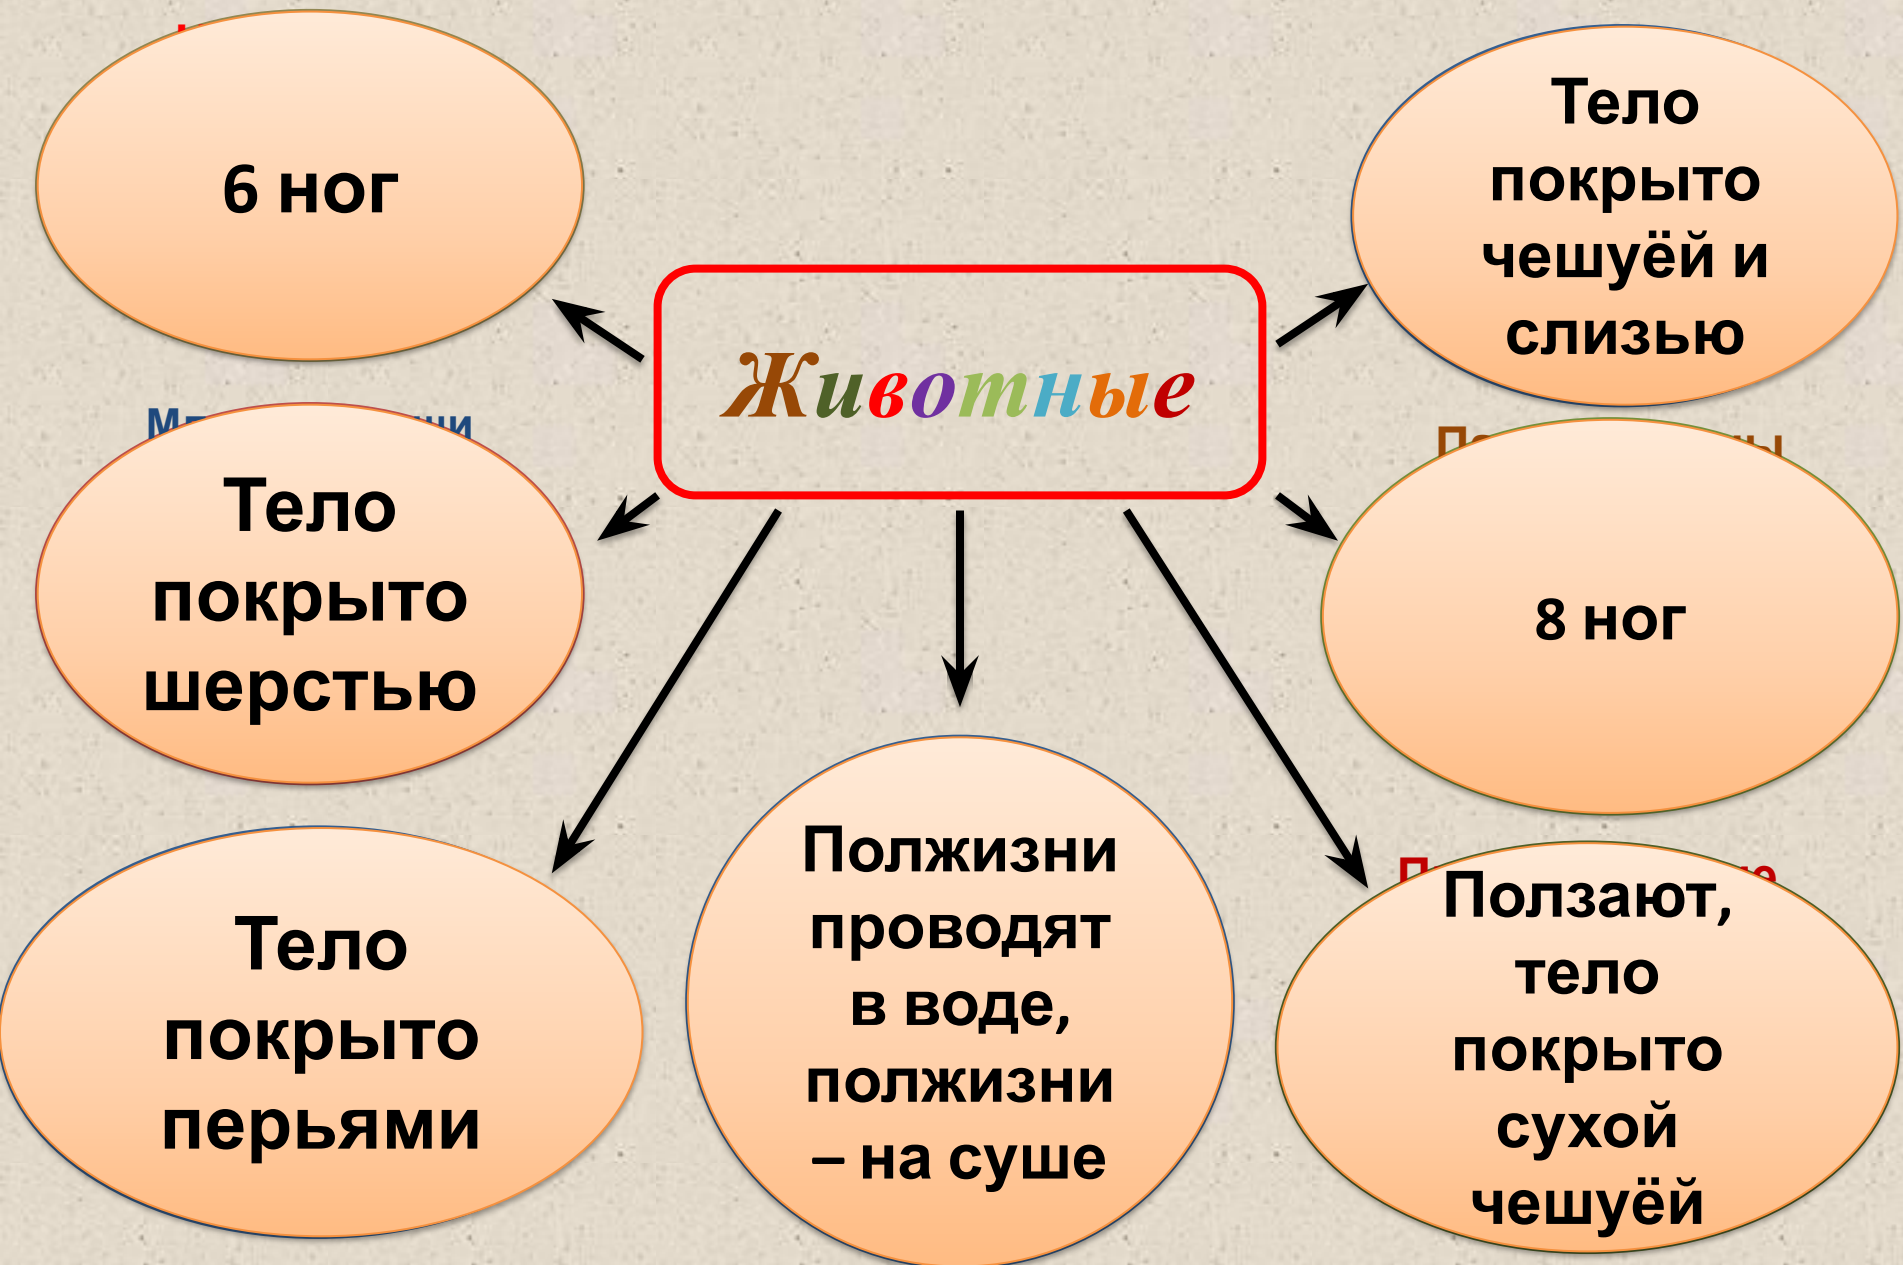 6 ног
Тело
покрыто
чешуёй и
слизью
Животные
Тело
покрыто
шерстью
8 ног
Тело
покрыто
перьями
Полжизни
проводят
в воде,
полжизни
– на суше
Ползают,
тело
покрыто
сухой
чешуёй